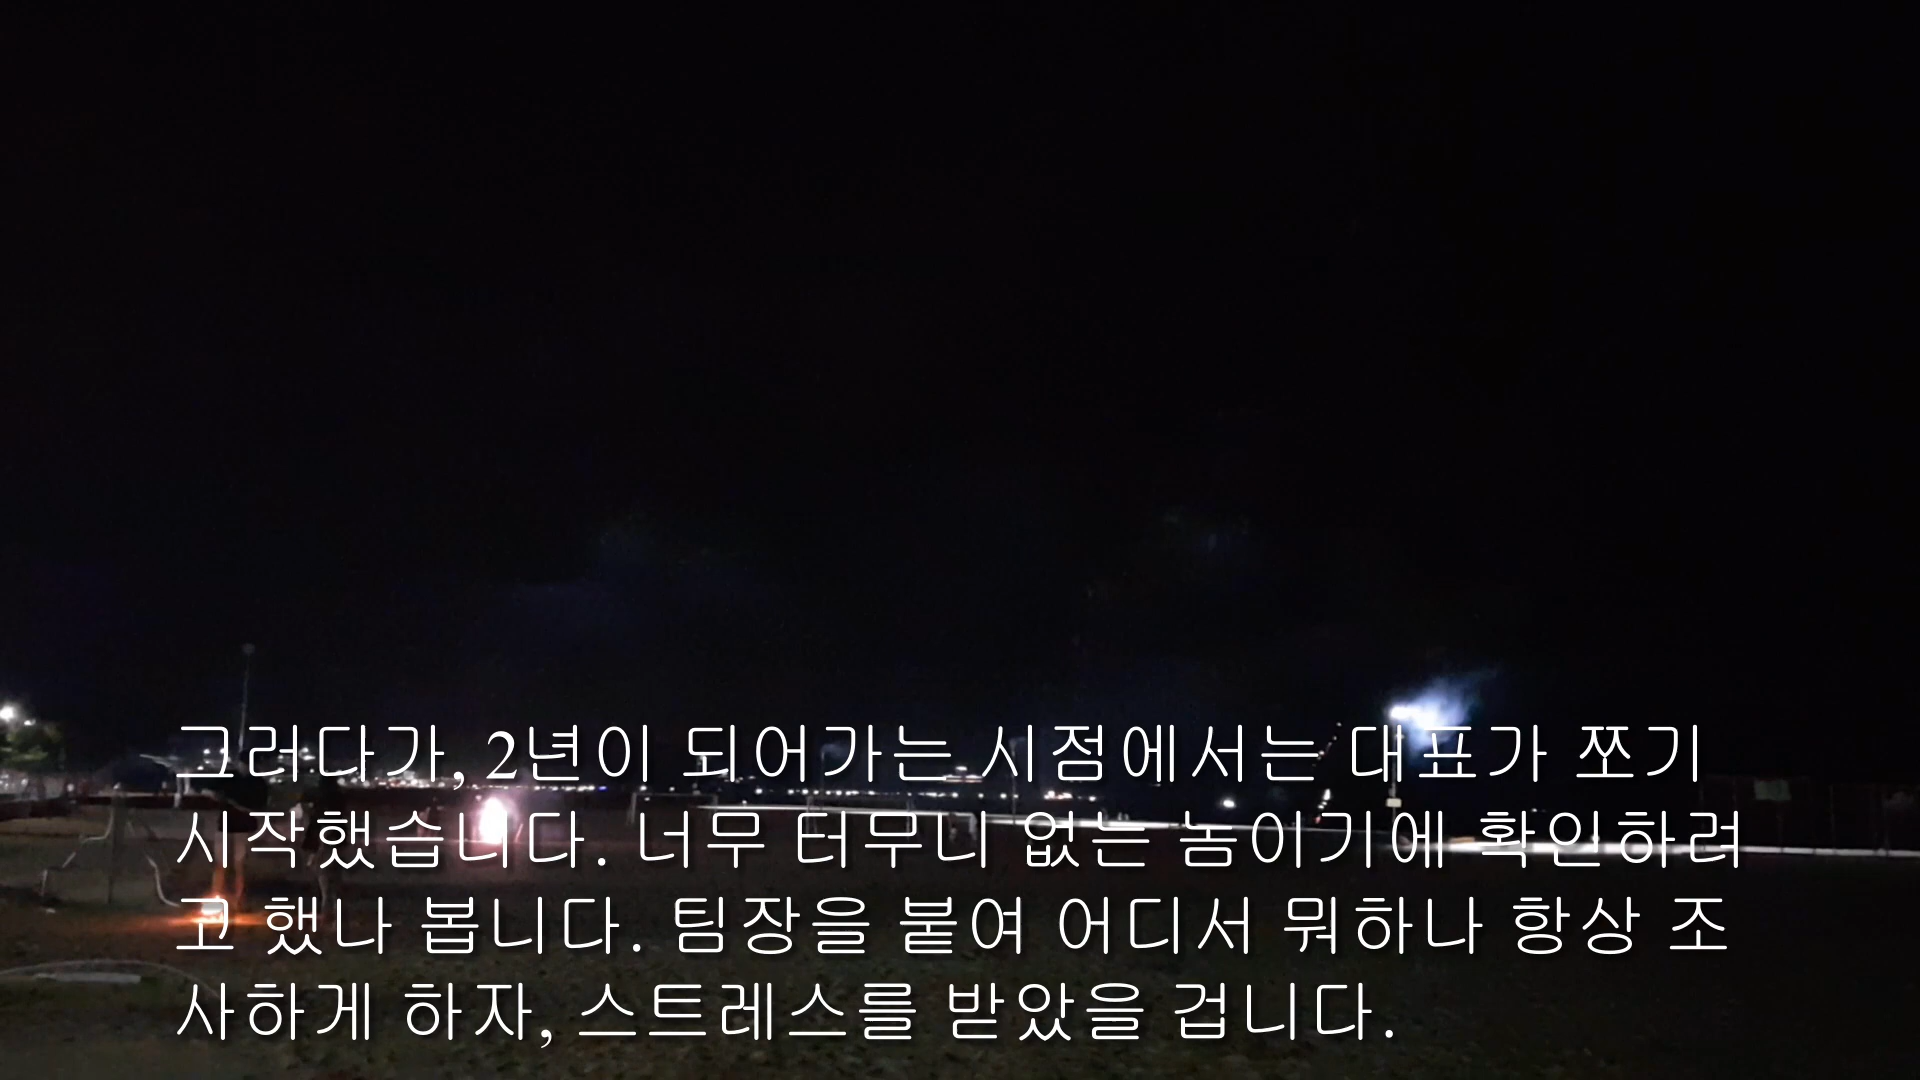 그러다가, 2년이 되어가는 시점에서는 대표가 쪼기
시작했습니다. 너무 터무니 없는 놈이기에 확인하려
고 했나 봅니다. 팀장을 붙여 어디서 뭐하나 항상 조
사하게 하자, 스트레스를 받았을 겁니다.